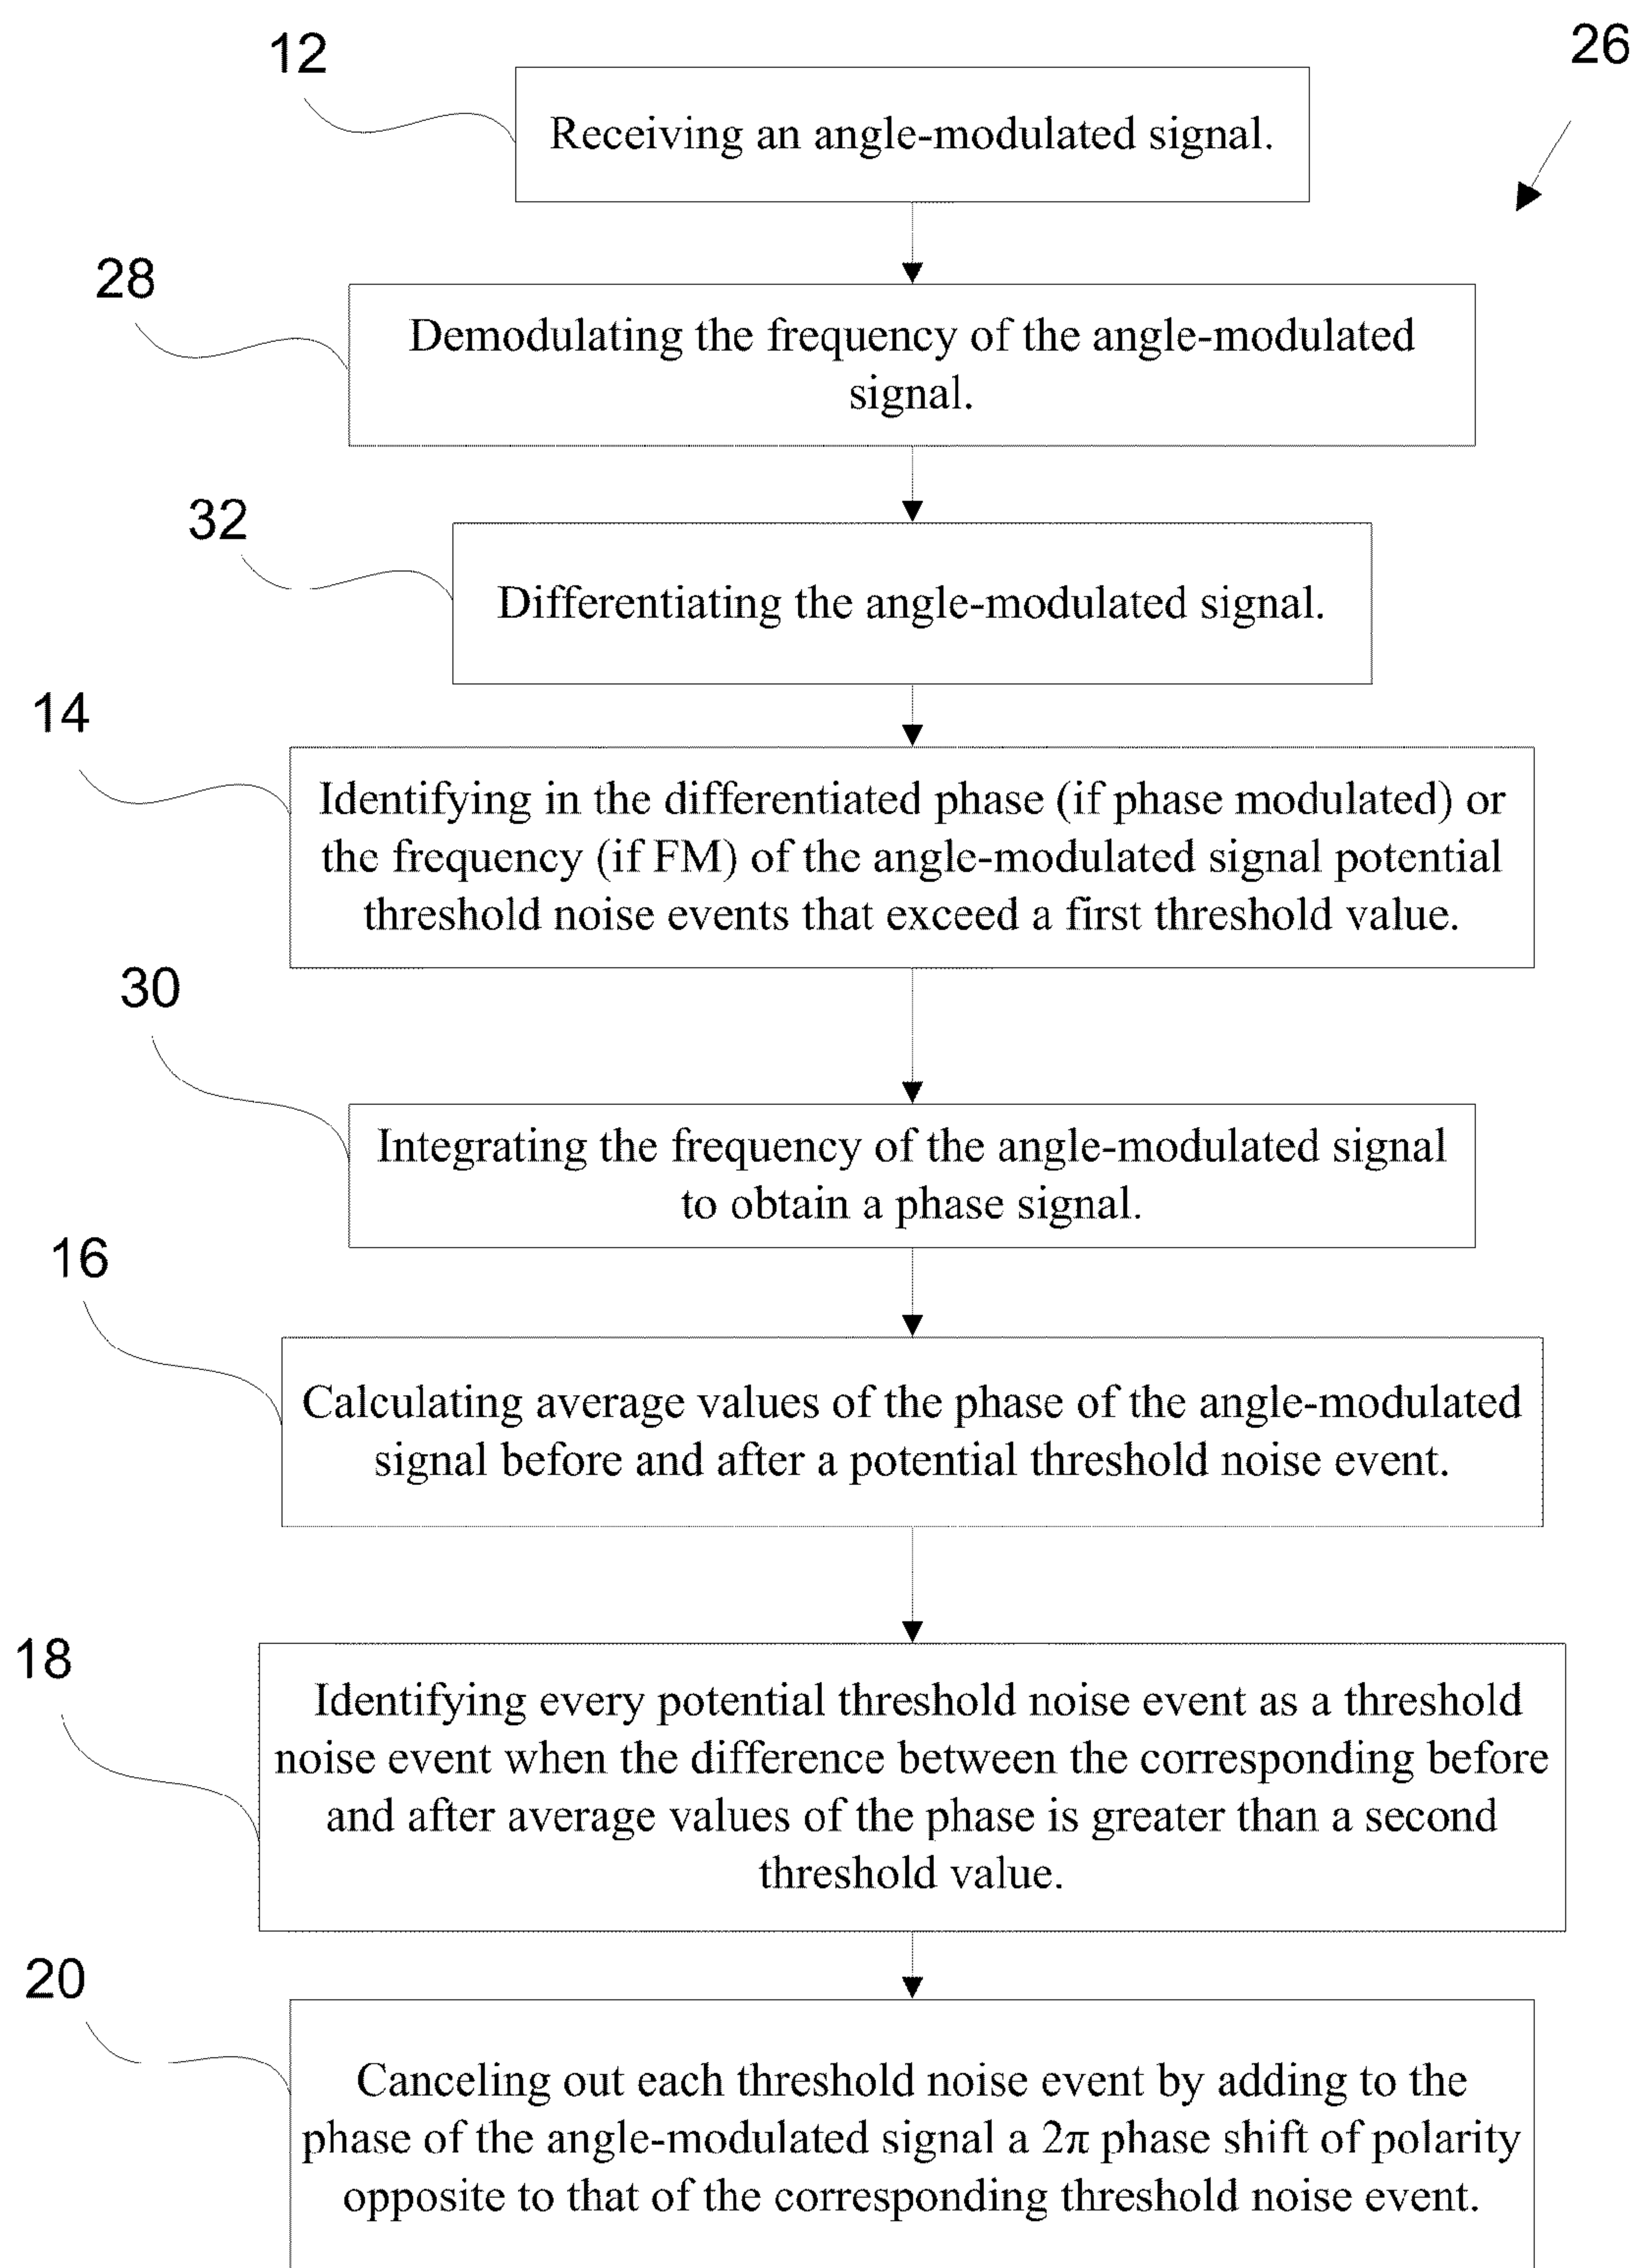 12
26
Receiving an angle-modulated signal.
28
Demodulating the frequency of the angle-modulated
signal.
32
Differentiating the angle-modulated signal.
14
Identifying in the differentiated phase (if phase modulated) or
the frequency (if FM) of the angle-modulated signal potential
threshold noise events that exceed a first threshold value.
30
Integrating the frequency of the angle-modulated signal
to obtain a phase signal.
16
Calculating average values of the phase of the angle-modulated
signal before and after a potential threshold noise event.
18
Identifying every potential threshold noise event as a threshold
noise event when the difference between the corresponding before
and after average values of the phase is greater than a second
threshold value.
20
Canceling out each threshold noise event by adding to the
phase of the angle-modulated signal a 2π phase shift of polarity
opposite to that of the corresponding threshold noise event.